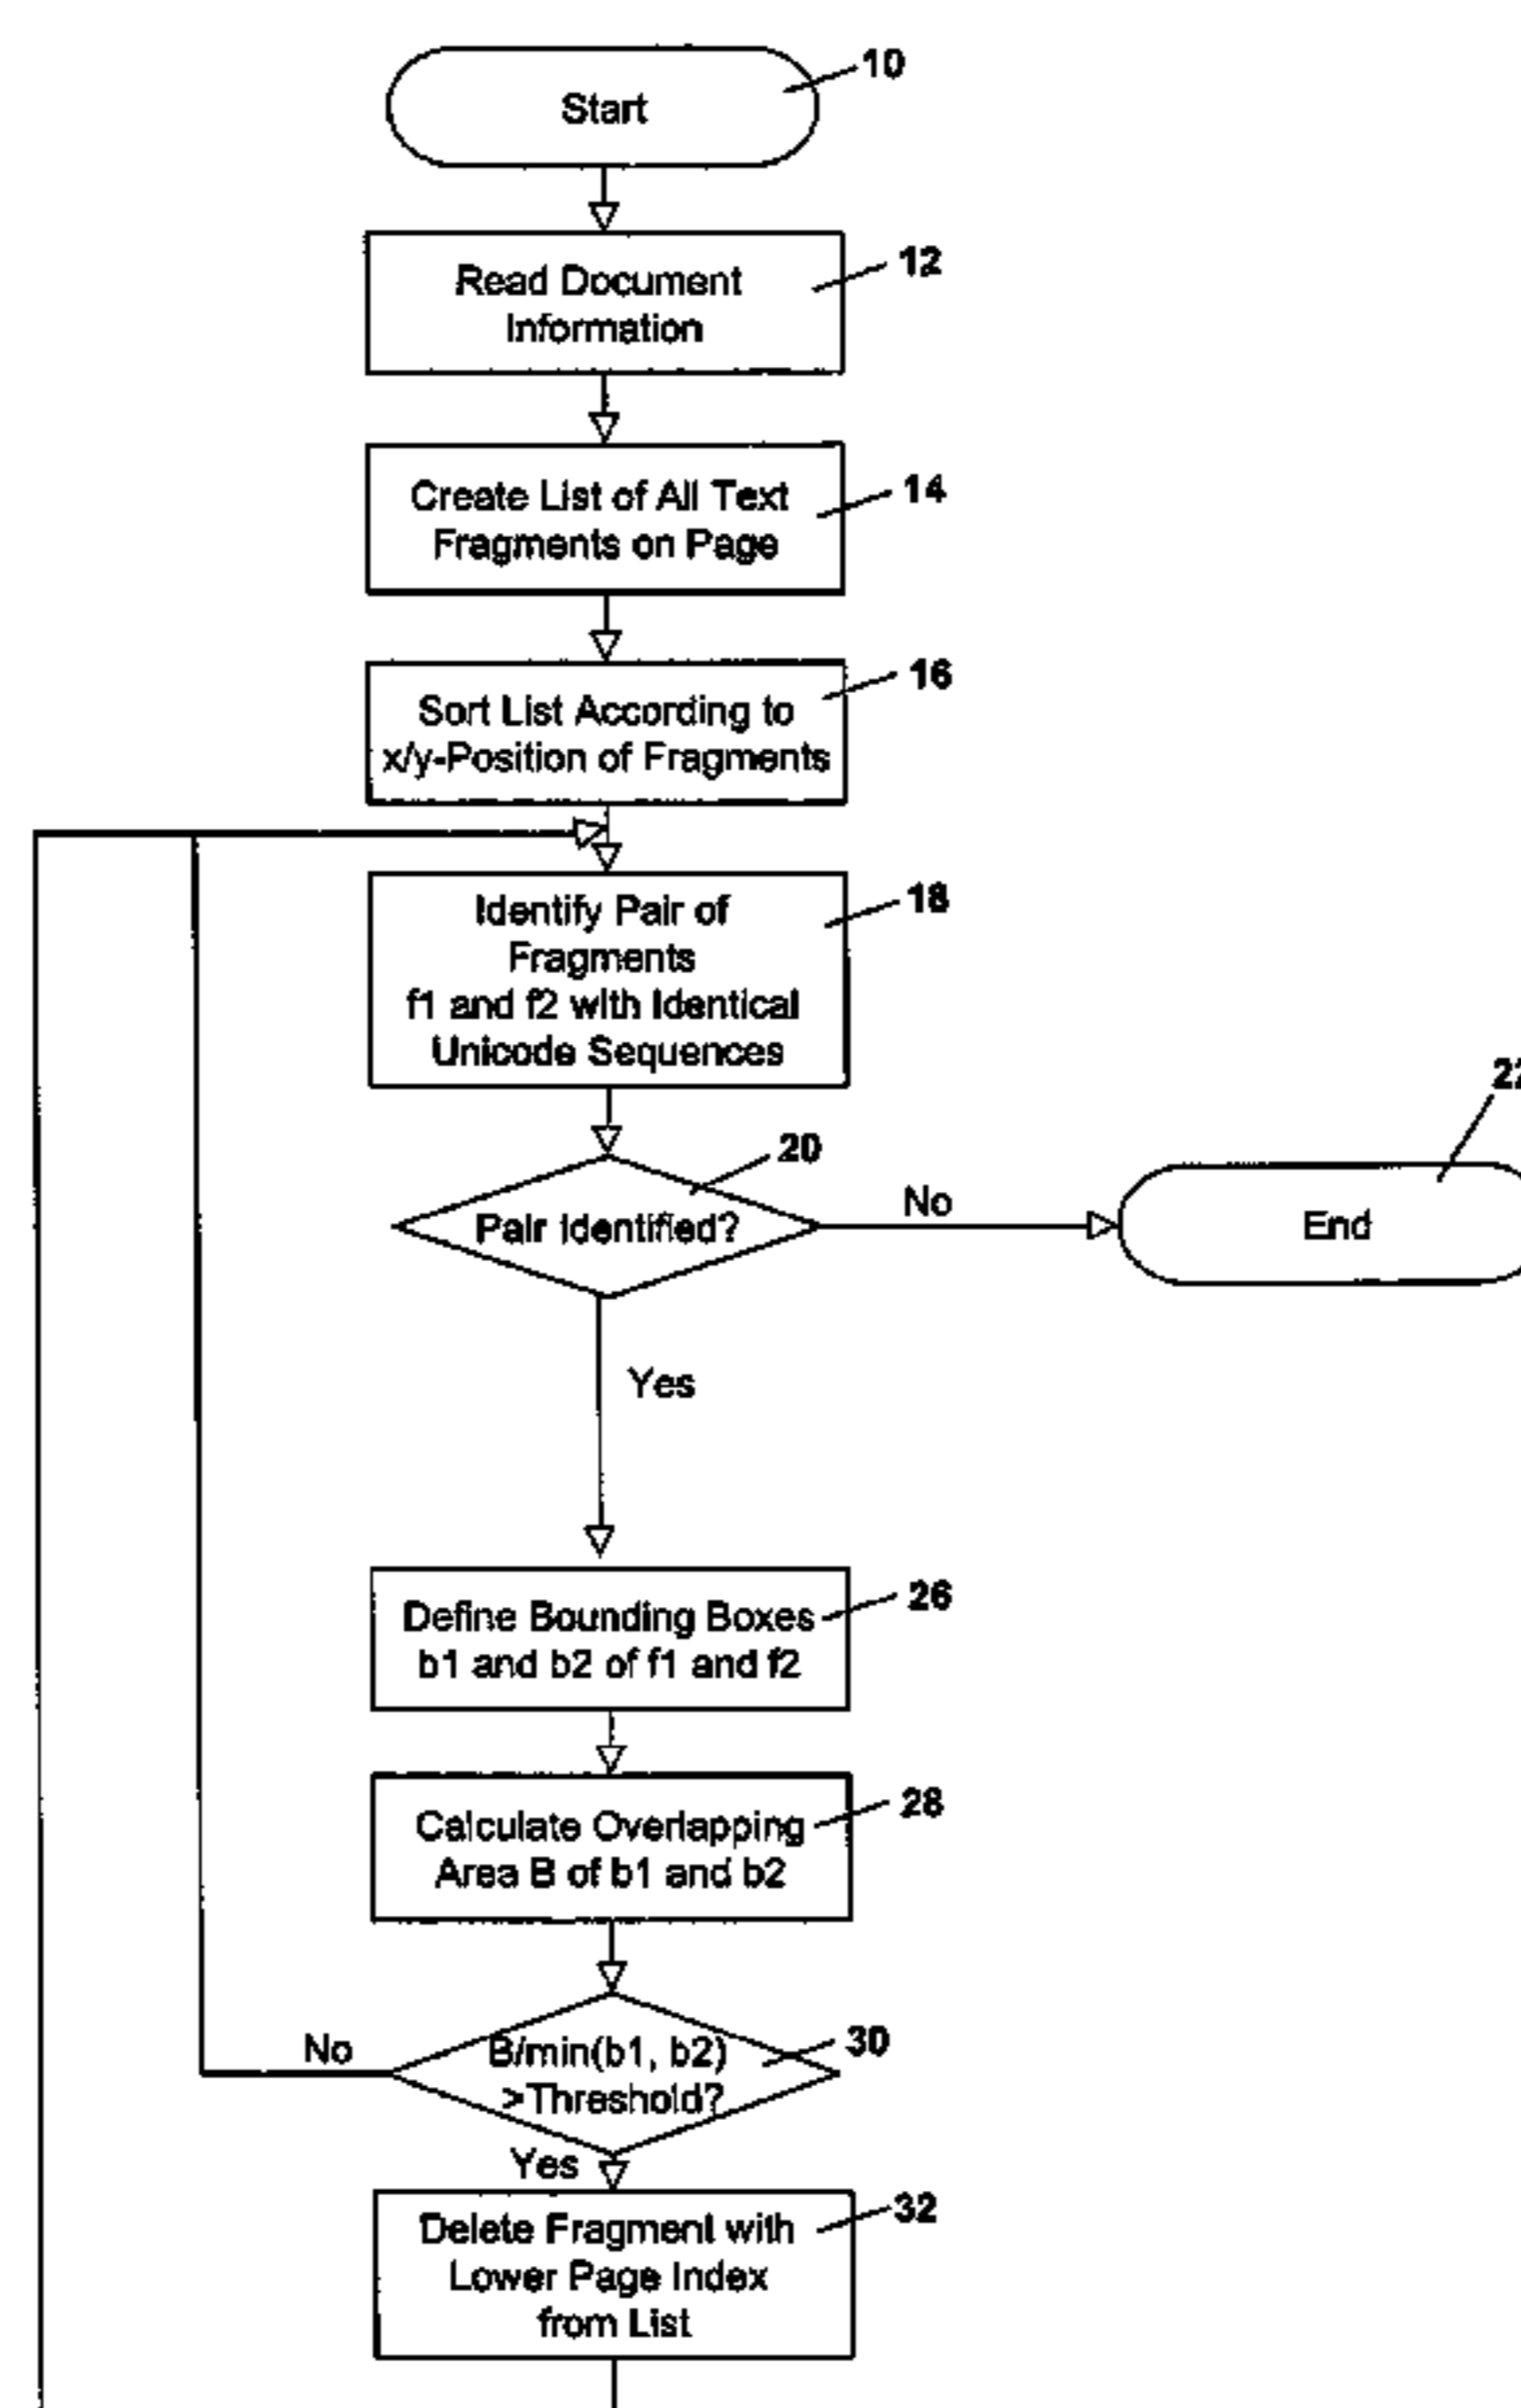 10
Start
12
Read Document
Information
14
Create List of All Text
Fragments on Page
16
Sort List According to
x/y-Position of Fragments
18
Identify Pair of
Fragments
f1 and f2 with Identical
Unicode Sequences
22
20
Pair Identified?
No
End
Yes
26
Define Bounding Boxes
b1 and b2 of f1 and f2
28
Calculate Overlapping
Area B of b1 and b2
30
No
B/min(b1, b2)
>Threshold?
Yes
32
Delete Fragment with
Lower Page Index
from List